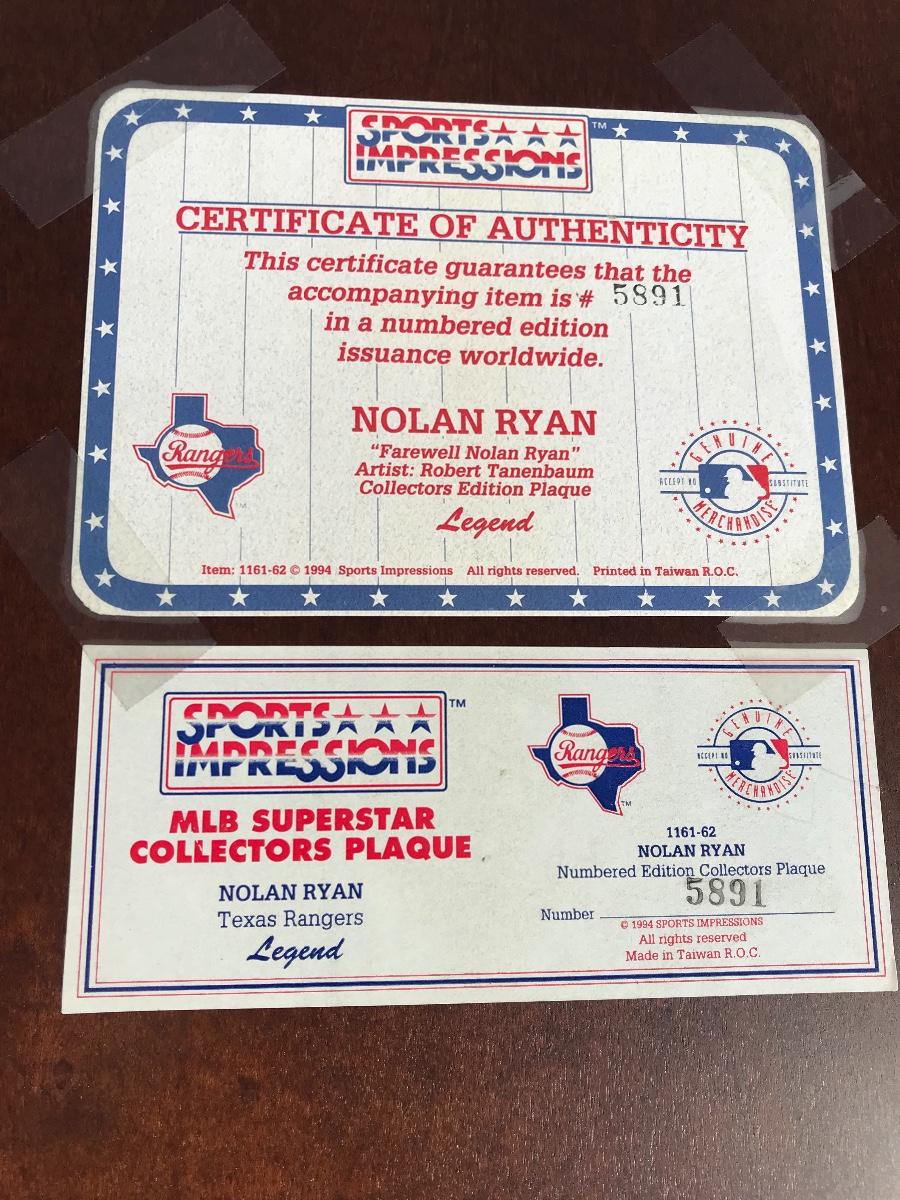 SPORTS
IMPRESSIONS
™
CERTIFICATE OF AUTHENTICITY
This certificate guarantees that the
accompanying item is # 5891
in a numbered edition
issuance worldwide.
Rangers
™
NOLAN RYAN
"Farewell Nolan Ryan"
Artist: Robert Tanenbaum
Collectors Edition Plaque
Legend
GENUINE
ACCEPT NO SUBSTITUTE
MERCHANDISE
Item: 1161-62 © 1994 Sports Impressions All rights reserved. Printed in Taiwan R.O.C.
SPORTS
IMPRESSIONS
™
MLB SUPERSTAR
COLLECTORS PLAQUE
NOLAN RYAN
Texas Rangers
Legend
Rangers
™
GENUINE
ACCEPT NO SUBSTITUTE
MERCHANDISE
1161-62
NOLAN RYAN
Numbered Edition Collectors Plaque
Number 5891
© 1994 SPORTS IMPRESSIONS
All rights reserved
Made in Taiwan R.O.C.